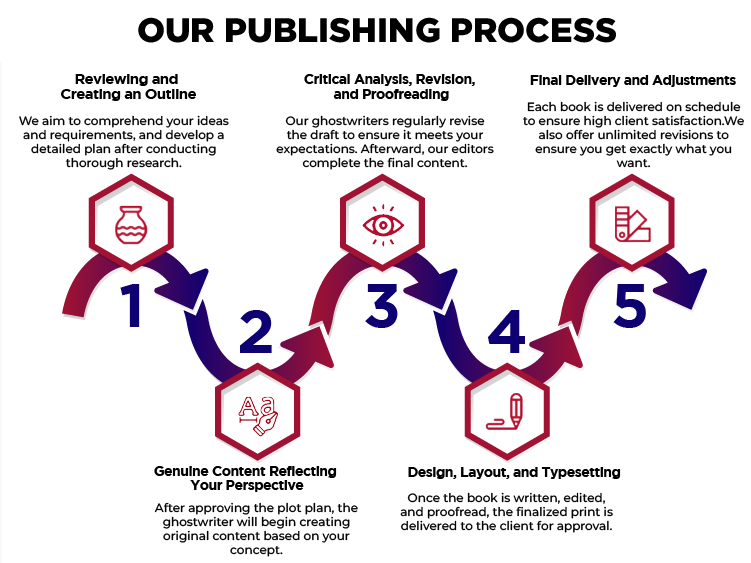 OUR PUBLISHING PROCESS
Reviewing and
Creating an Outline
We aim to comprehend your ideas
and requirements, and develop a
detailed plan after conducting
thorough research.
1
2
Aa
Genuine Content Reflecting
Your Perspective
After approving the plot plan, the
ghostwriter will begin creating
original content based on your
concept.
Critical Analysis, Revision,
and Proofreading
Our ghostwriters regularly revise
the draft to ensure it meets your
expectations. Afterward, our editors
complete the final content.
3
4
Design, Layout, and Typesetting
Once the book is written, edited,
and proofread, the finalized print is
delivered to the client for approval.
Final Delivery and Adjustments
Each book is delivered on schedule
to ensure high client satisfaction.We
also offer unlimited revisions to
ensure you get exactly what you
want.
5